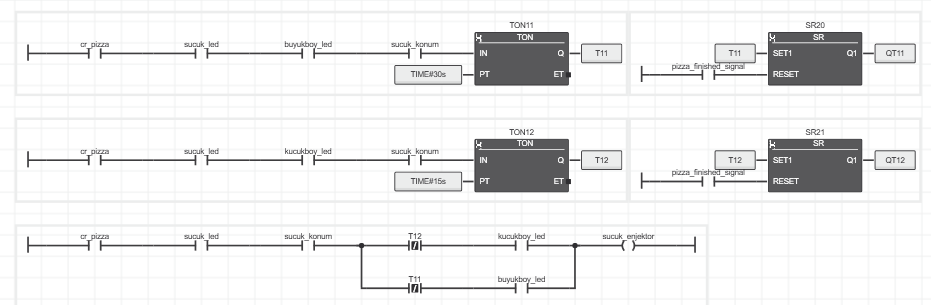 TON11
SR20
cr_pizza sucuk_led buyukboy_led sucuk_konum TON SR
IN Q T11 T11 SET1 Q1 QT11
pizza_finished_signal
TIME#30s PT ET RESET
TON12
SR21
cr_pizza sucuk_led kucukboy_led sucuk_konum TON SR
IN Q T12 T12 SET1 Q1 QT12
pizza_finished_signal
TIME#15s PT ET RESET
cr_pizza sucuk_led sucuk_konum T12 kucukboy_led sucuk_enjektor
T11 buyukboy_led